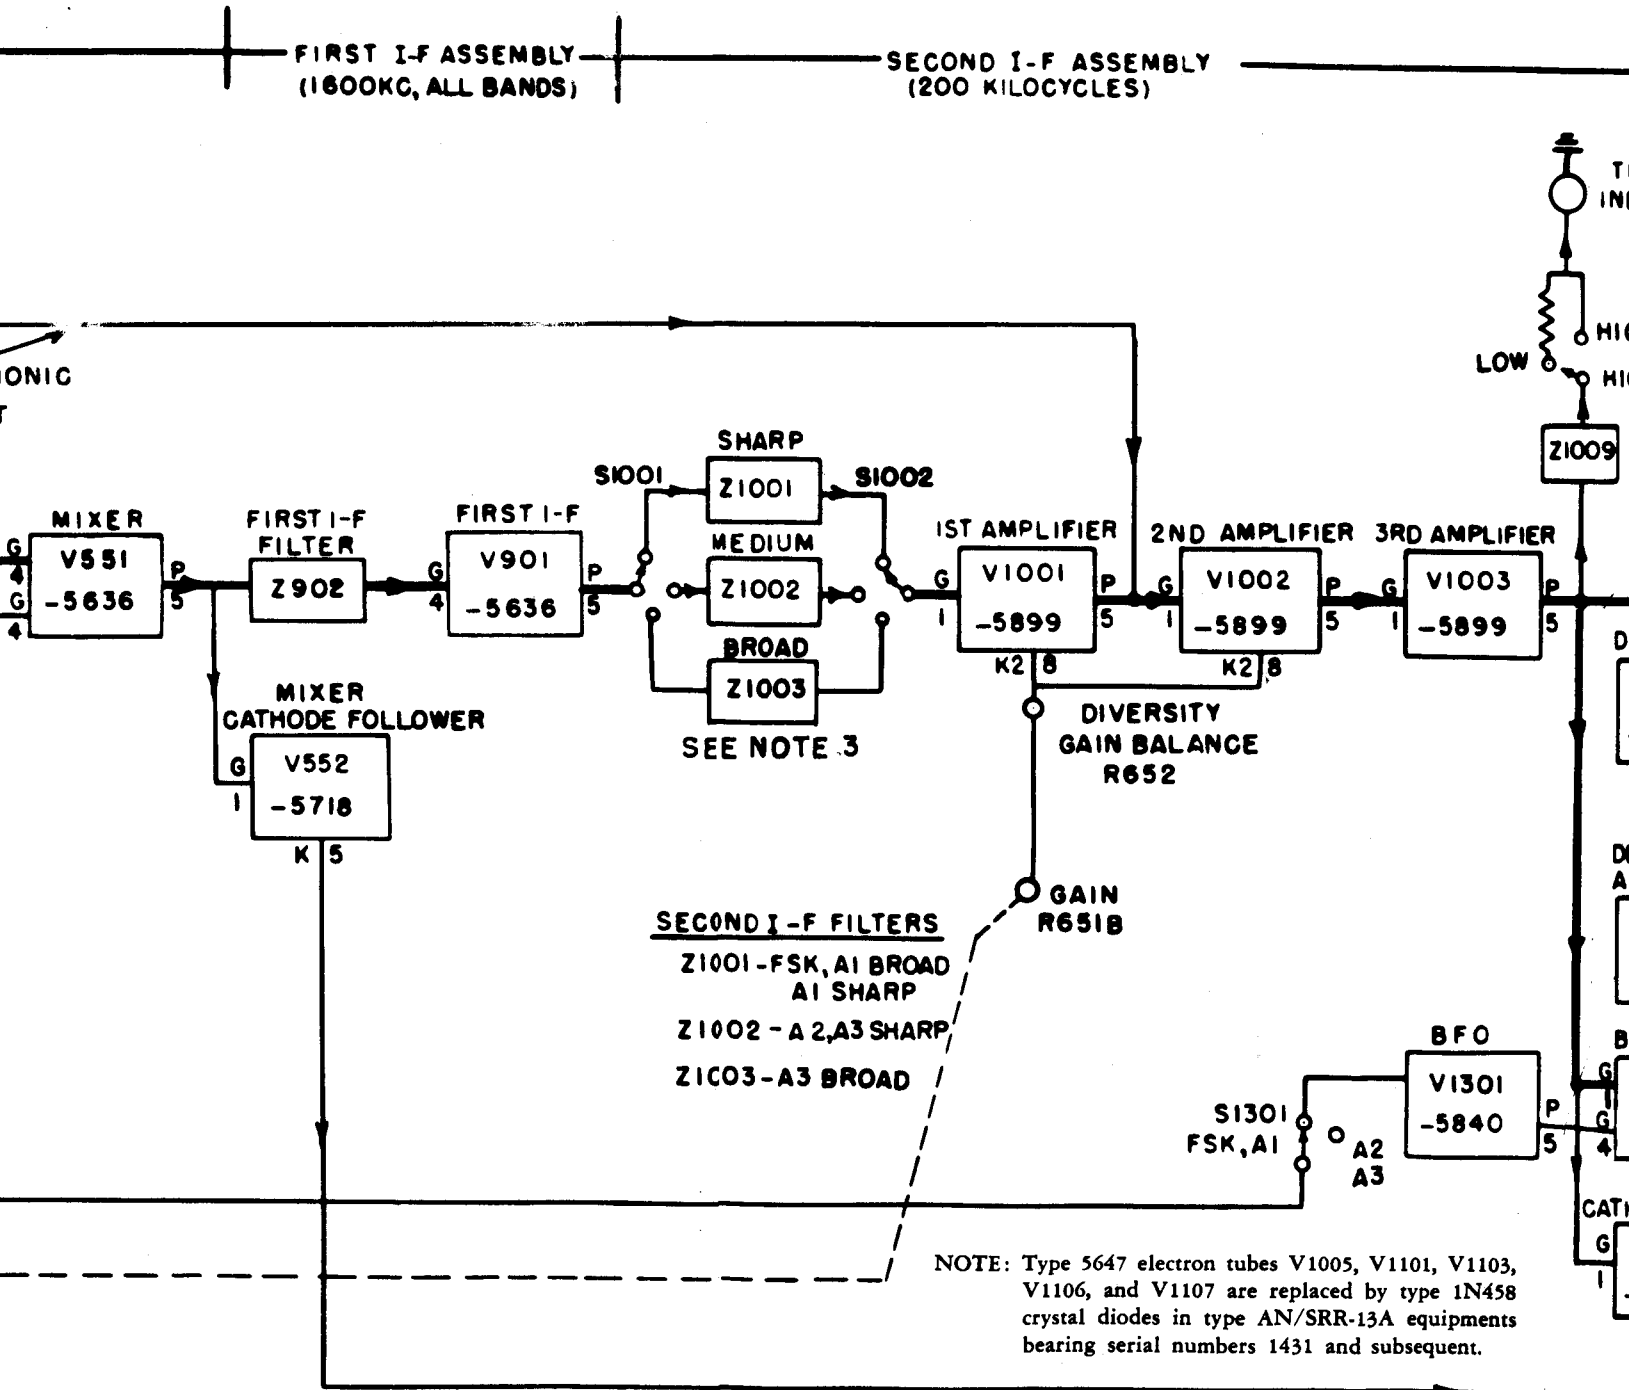 FIRST I-F ASSEMBLY
(1600KC, ALL BANDS)
SECOND I-F ASSEMBLY
(200 KILOCYCLES)
LOW
Z1009
SHARP
S1001
Z1001
S1002
MEDIUM
Z1002
BROAD
Z1003
SEE NOTE 3
MIXER
G
4
V551
-5636
G
4
P
5
FIRST I-F
FILTER
Z902
FIRST I-F
G
4
V901
-5636
P
5
1ST AMPLIFIER
G
1
V1001
-5899
P
5
K2 8
2ND AMPLIFIER
G
1
V1002
-5899
P
5
K2 8
3RD AMPLIFIER
G
1
V1003
-5899
P
5
MIXER
CATHODE FOLLOWER
G
1
V552
-5718
K 5
DIVERSITY
GAIN BALANCE
R652
GAIN
R651B
SECOND I-F FILTERS
Z1001-FSK, A1 BROAD
A1 SHARP
Z1002-A2,A3 SHARP
Z1003-A3 BROAD
BFO
V1301
-5840
P
5
G
1
G
4
S1301
FSK, A1
A2
A3
G
1
NOTE: Type 5647 electron tubes V1005, V1101, V1103,
V1106, and V1107 are replaced by type 1N458
crystal diodes in type AN/SRR-13A equipments
bearing serial numbers 1431 and subsequent.